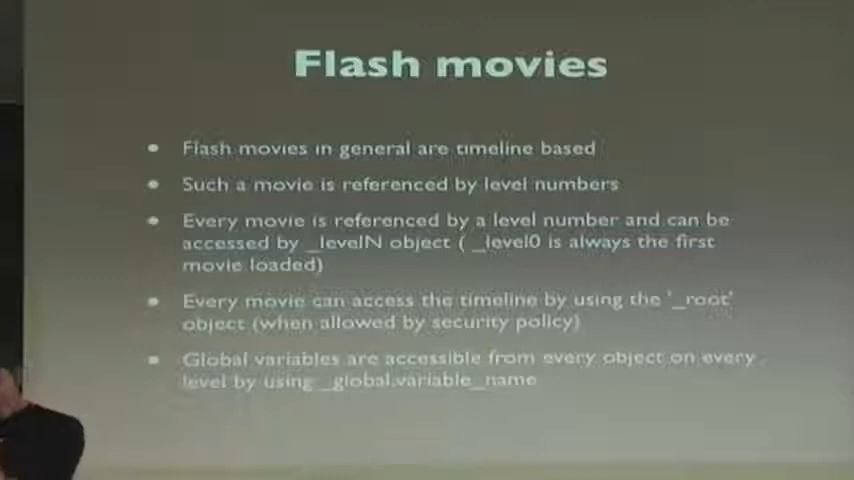 Flash movies
• Flash movies in general are timeline based
• Such a movie is referenced by level numbers
• Every movie is referenced by a level number and can be
accessed by _levelN object ( _level0 is always the first
movie loaded)
• Every movie can access the timeline by using the '_root'
object (when allowed by security policy)
• Global variables are accessible from every object on every
level by using _global.variable_name